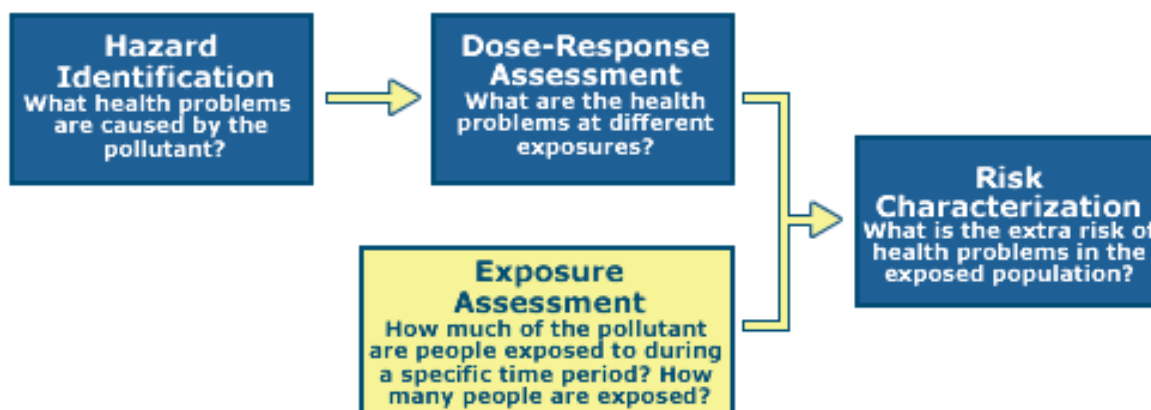 Hazard
Identification
What health problems
are caused by the
pollutant?
Dose-Response
Assessment
What are the health
problems at different
exposures?
Exposure
Assessment
How much of the pollutant
are people exposed to during
a specific time period? How
many people are exposed?
Risk
Characterization
What is the extra risk of
health problems in the
exposed population?